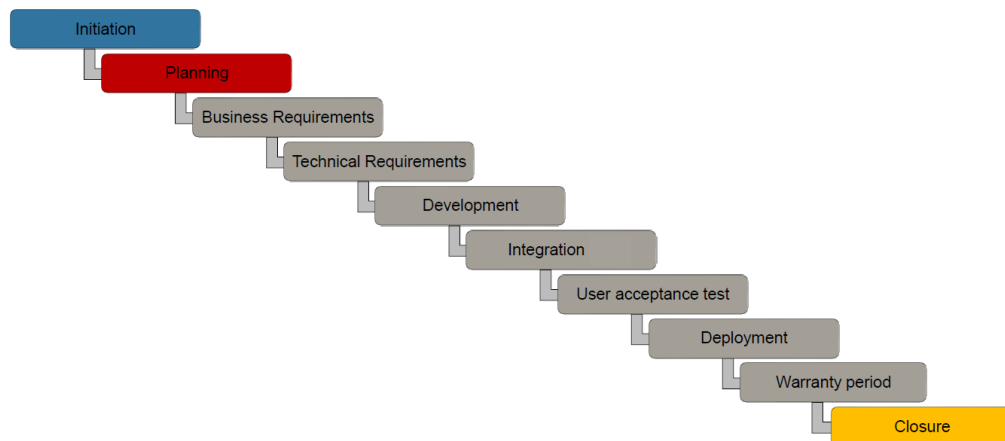 Initiation
Planning
Business Requirements
Technical Requirements
Development
Integration
User acceptance test
Deployment
Warranty period
Closure